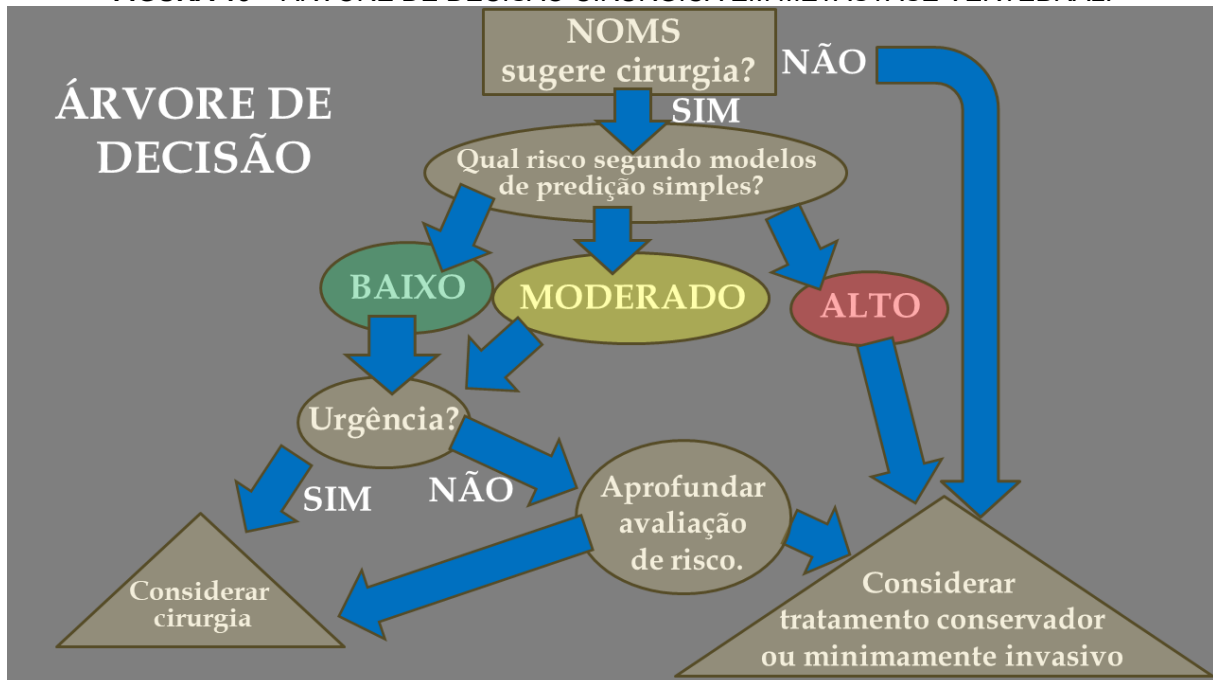 NOMS
sugere cirurgia?
NÃO
ÁRVORE DE
DECISÃO
SIM
Qual risco segundo modelos
de predição simples?
BAIXO
MODERADO
ALTO
Urgência?
SIM
NÃO
Aprofundar
avaliação
de risco.
Considerar
cirurgia
Considerar
tratamento conservador
ou minimamente invasivo